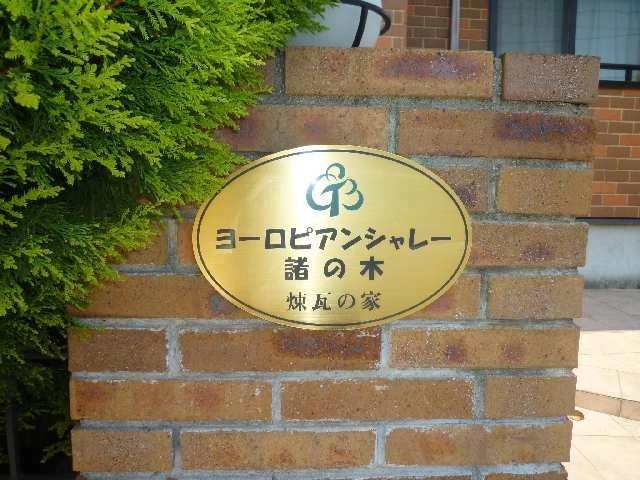 ヨーロピアンシャレー
諸の木
煉瓦の家